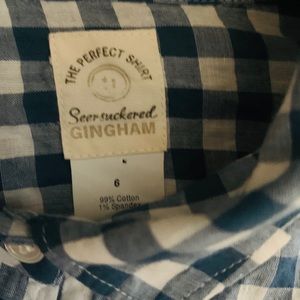 THE PERFECT SHIRT
Seersuckered
GINGHAM
6
99% Cotton
1% Spandex